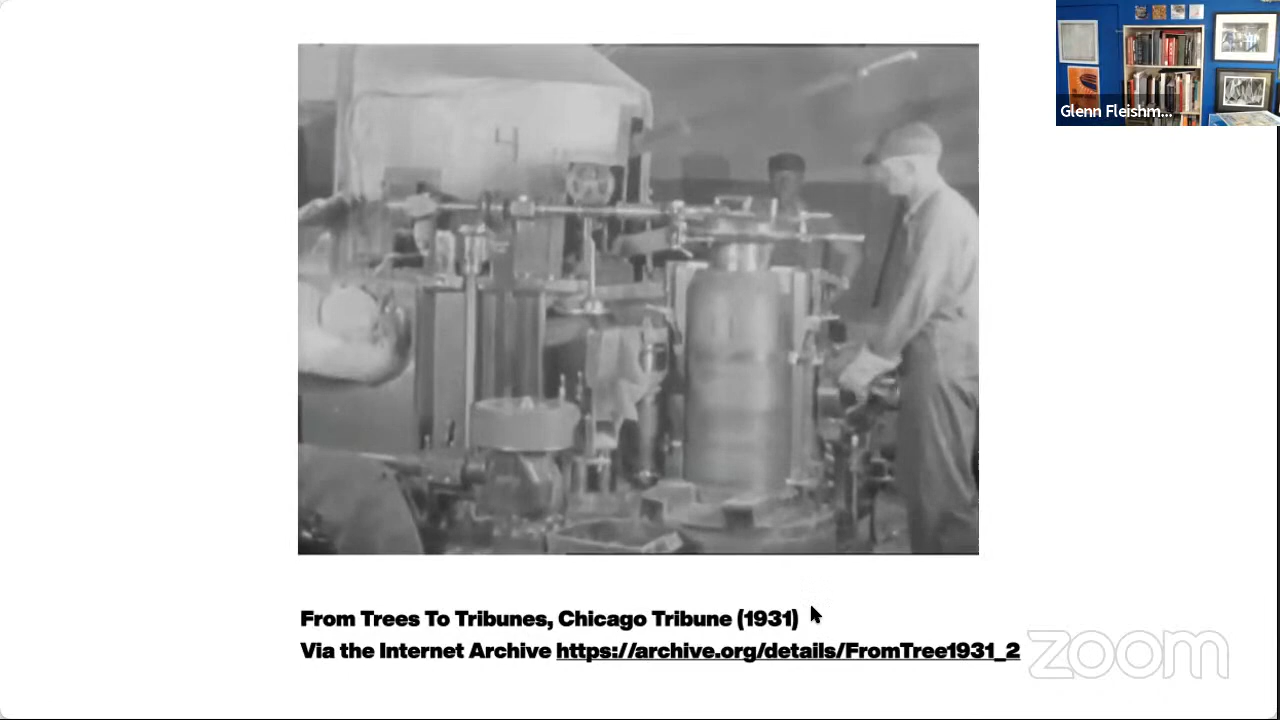 Glenn Fleishm...
4
From Trees To Tribunes, Chicago Tribune (1931)
Via the Internet Archive https://archive.org/details/FromTree1931_2
zoom